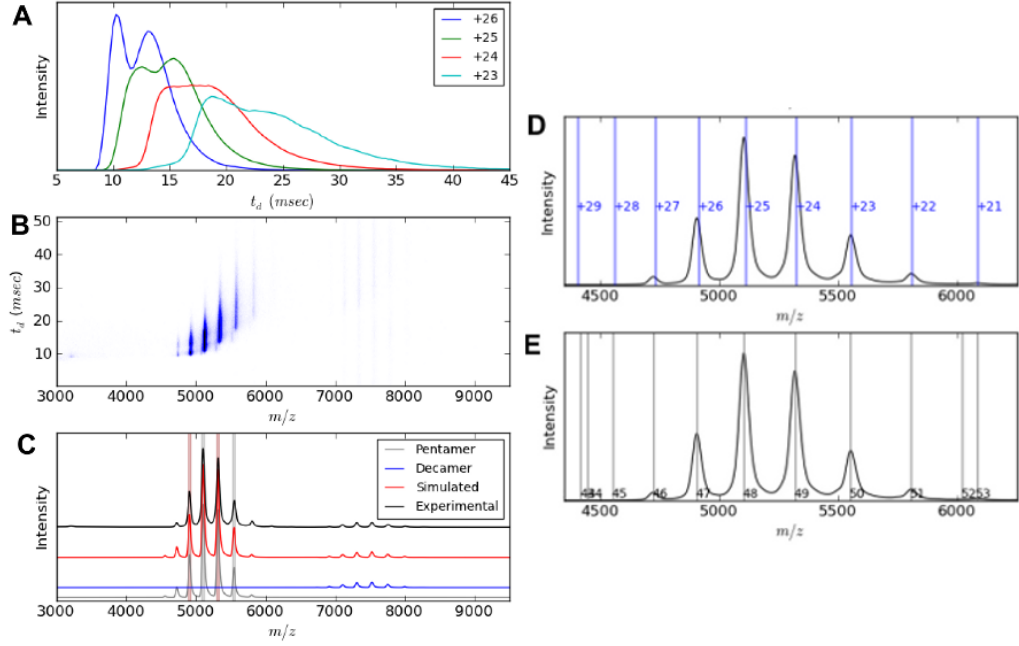 A
Intensity
+26
+25
+24
+23
5 10 15 20 25 30 35 40 45
t_d (msec)
B
t_d (msec)
50
40
30
20
10
3000 4000 5000 6000 7000 8000 9000
m/z
C
Intensity
Pentamer
Decamer
Simulated
Experimental
3000 4000 5000 6000 7000 8000 9000
m/z
D
Intensity
+29 +28 +27 +26 +25 +24 +23 +22 +21
4500 5000 5500 6000
m/z
E
Intensity
44 45 46 47 48 49 50 51 52 53
4500 5000 5500 6000
m/z